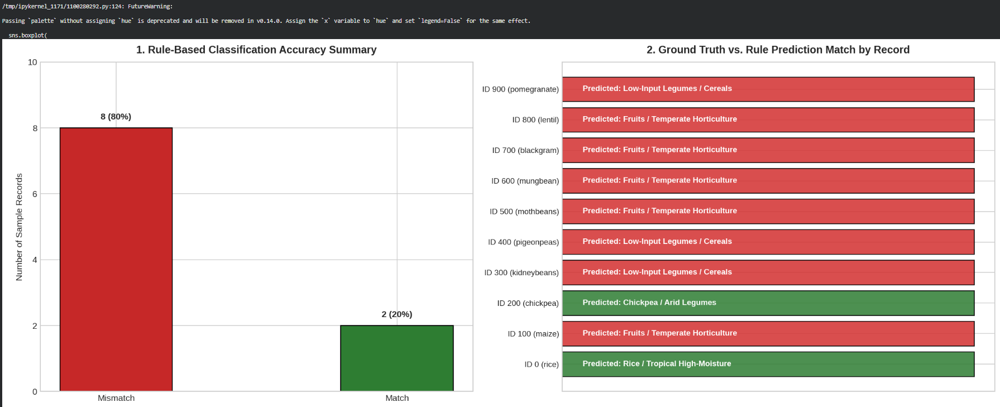 /tmp/ipykernel_1171/1100280292.py:124: FutureWarning:
Passing `palette` without assigning `hue` is deprecated and will be removed in v0.14.0. Assign the `x` variable to `hue` and set `legend=False` for the same effect.
sns.boxplot(
1. Rule-Based Classification Accuracy Summary
10
8
6
4
2
0
Number of Sample Records
8 (80%)
2 (20%)
Mismatch
Match
2. Ground Truth vs. Rule Prediction Match by Record
ID 900 (pomegranate) Predicted: Low-Input Legumes / Cereals
ID 800 (lentil) Predicted: Fruits / Temperate Horticulture
ID 700 (blackgram) Predicted: Fruits / Temperate Horticulture
ID 600 (mungbean) Predicted: Fruits / Temperate Horticulture
ID 500 (mothbeans) Predicted: Fruits / Temperate Horticulture
ID 400 (pigeonpeas) Predicted: Low-Input Legumes / Cereals
ID 300 (kidneybeans) Predicted: Low-Input Legumes / Cereals
ID 200 (chickpea) Predicted: Chickpea / Arid Legumes
ID 100 (maize) Predicted: Fruits / Temperate Horticulture
ID 0 (rice) Predicted: Rice / Tropical High-Moisture